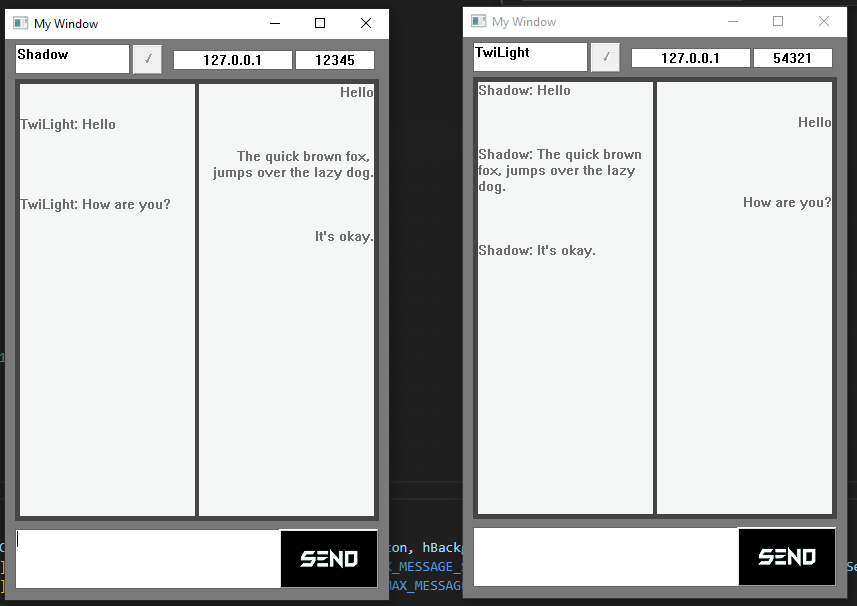 My Window
Shadow
✓
127.0.0.1
12345
Hello
TwiLight: Hello
The quick brown fox,
jumps over the lazy dog.
TwiLight: How are you?
It's okay.
SEND
My Window
TwiLight
✓
127.0.0.1
54321
Shadow: Hello
Hello
Shadow: The quick brown
fox, jumps over the lazy
dog.
How are you?
Shadow: It's okay.
SEND
ton, hBack
_MESSAGE_
MAX_MESSAGE